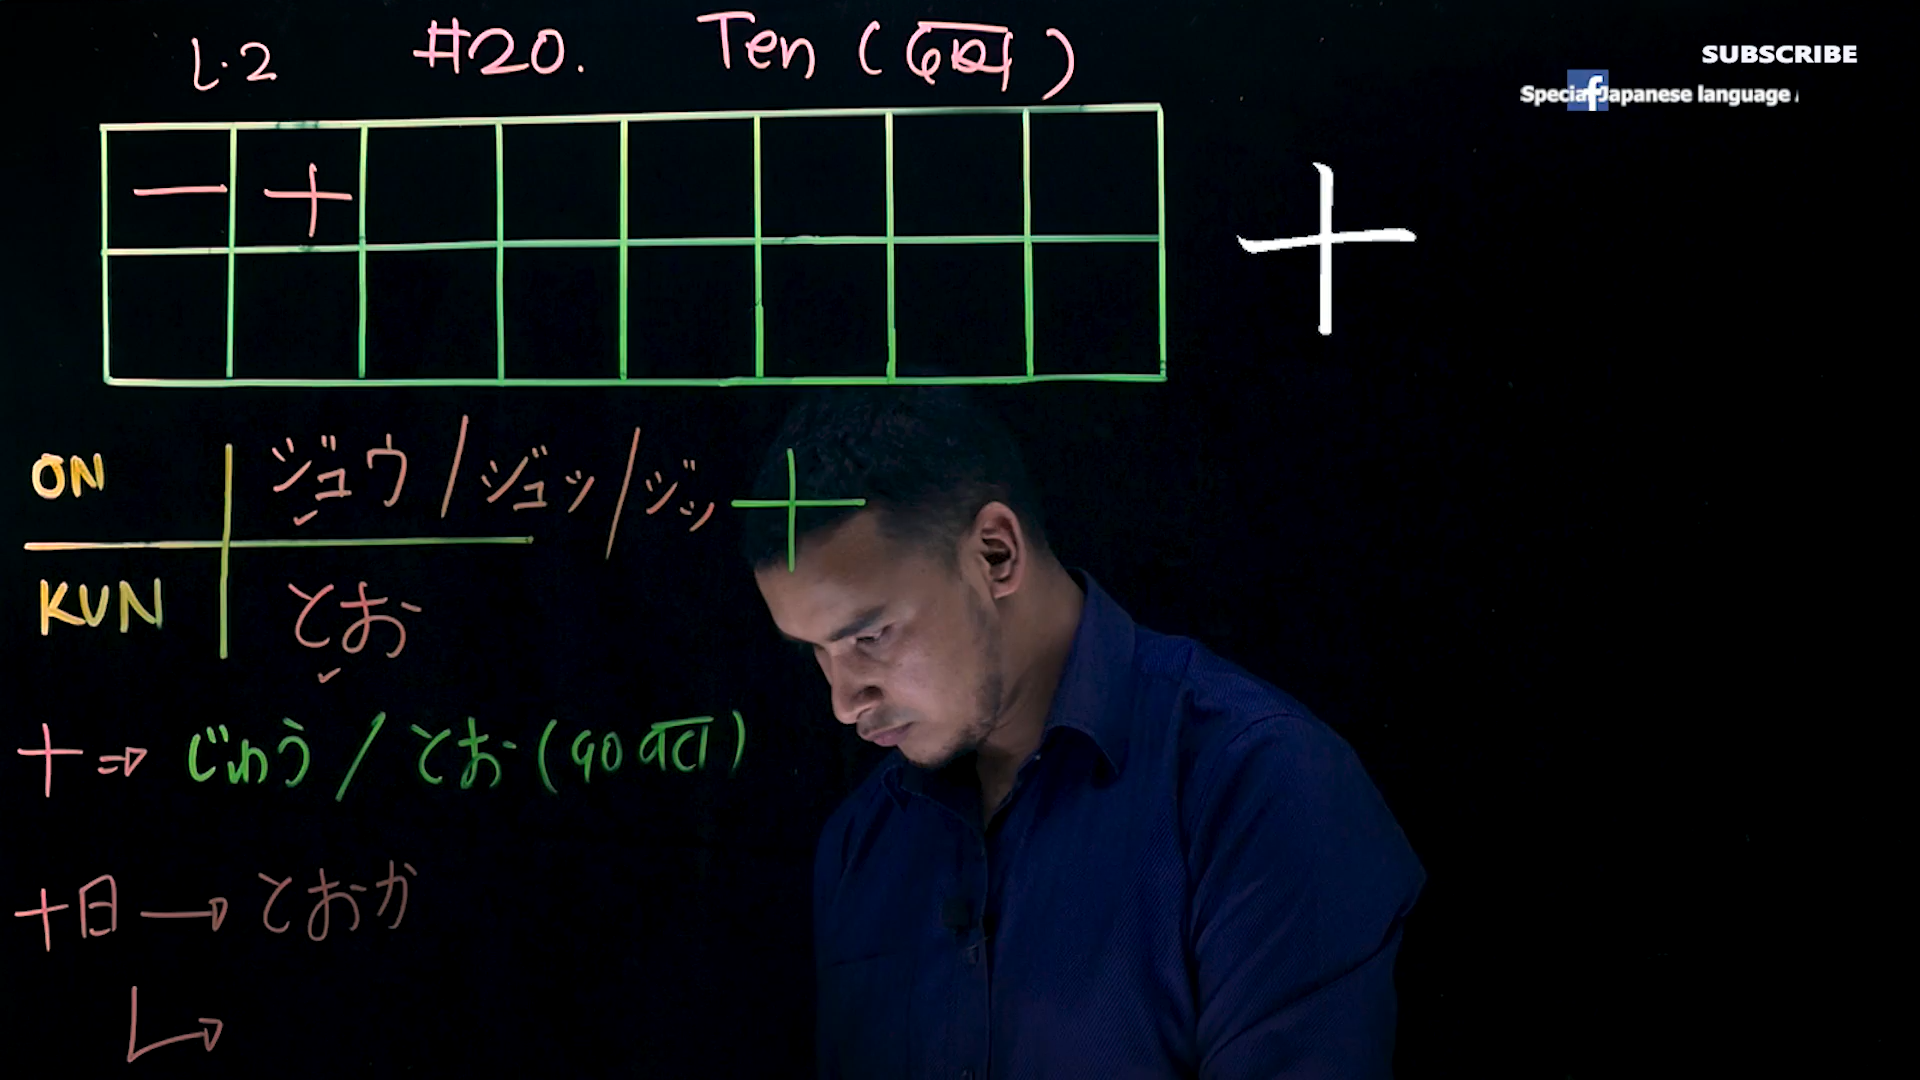 L.2 #20. Ten (দশ)
SUBSCRIBE
Special Japanese language
一 十
十
ON ジュウ / ジュッ / ジッ 十
KUN とお
十 ⇒ じゅう / とお (১০ টা)
十日 → とおか